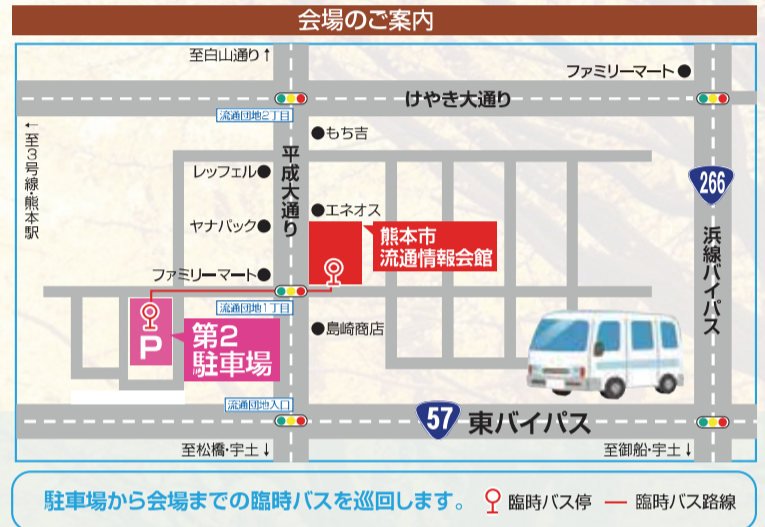 会場のご案内
至白山通り↑
ファミリーマート●
けやき大通り
流通団地2丁目
←至3号線・熊本駅
●もち吉
平成大通り
レッフェル●
266
●エネオス
ヤナパック●
熊本市
流通情報会館
浜線バイパス
ファミリーマート●
流通団地1丁目
P
第2
駐車場
●島崎商店
流通団地入口
57 東バイパス
至松橋・宇土↓
至御船・宇土↓
駐車場から会場までの臨時バスを巡回します。 臨時バス停 臨時バス路線